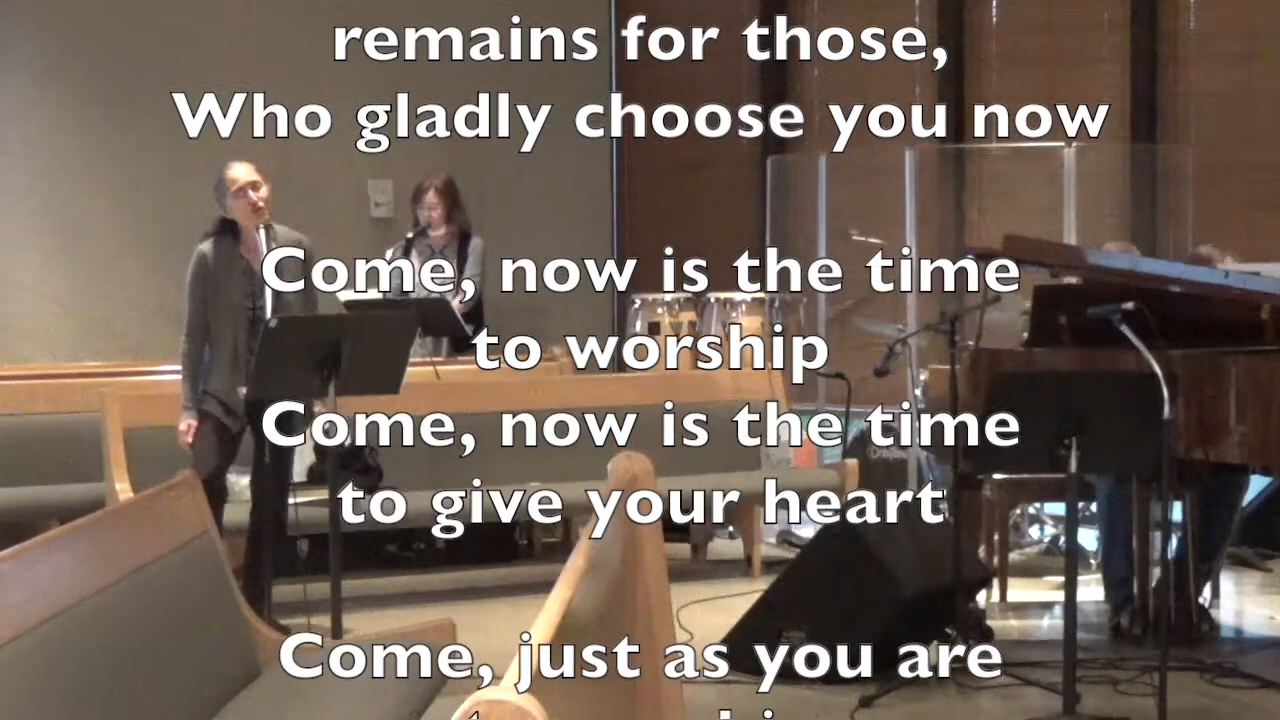 remains for those,
Who gladly choose you now
Come, now is the time
to worship
Come, now is the time
to give your heart
Come, just as you are